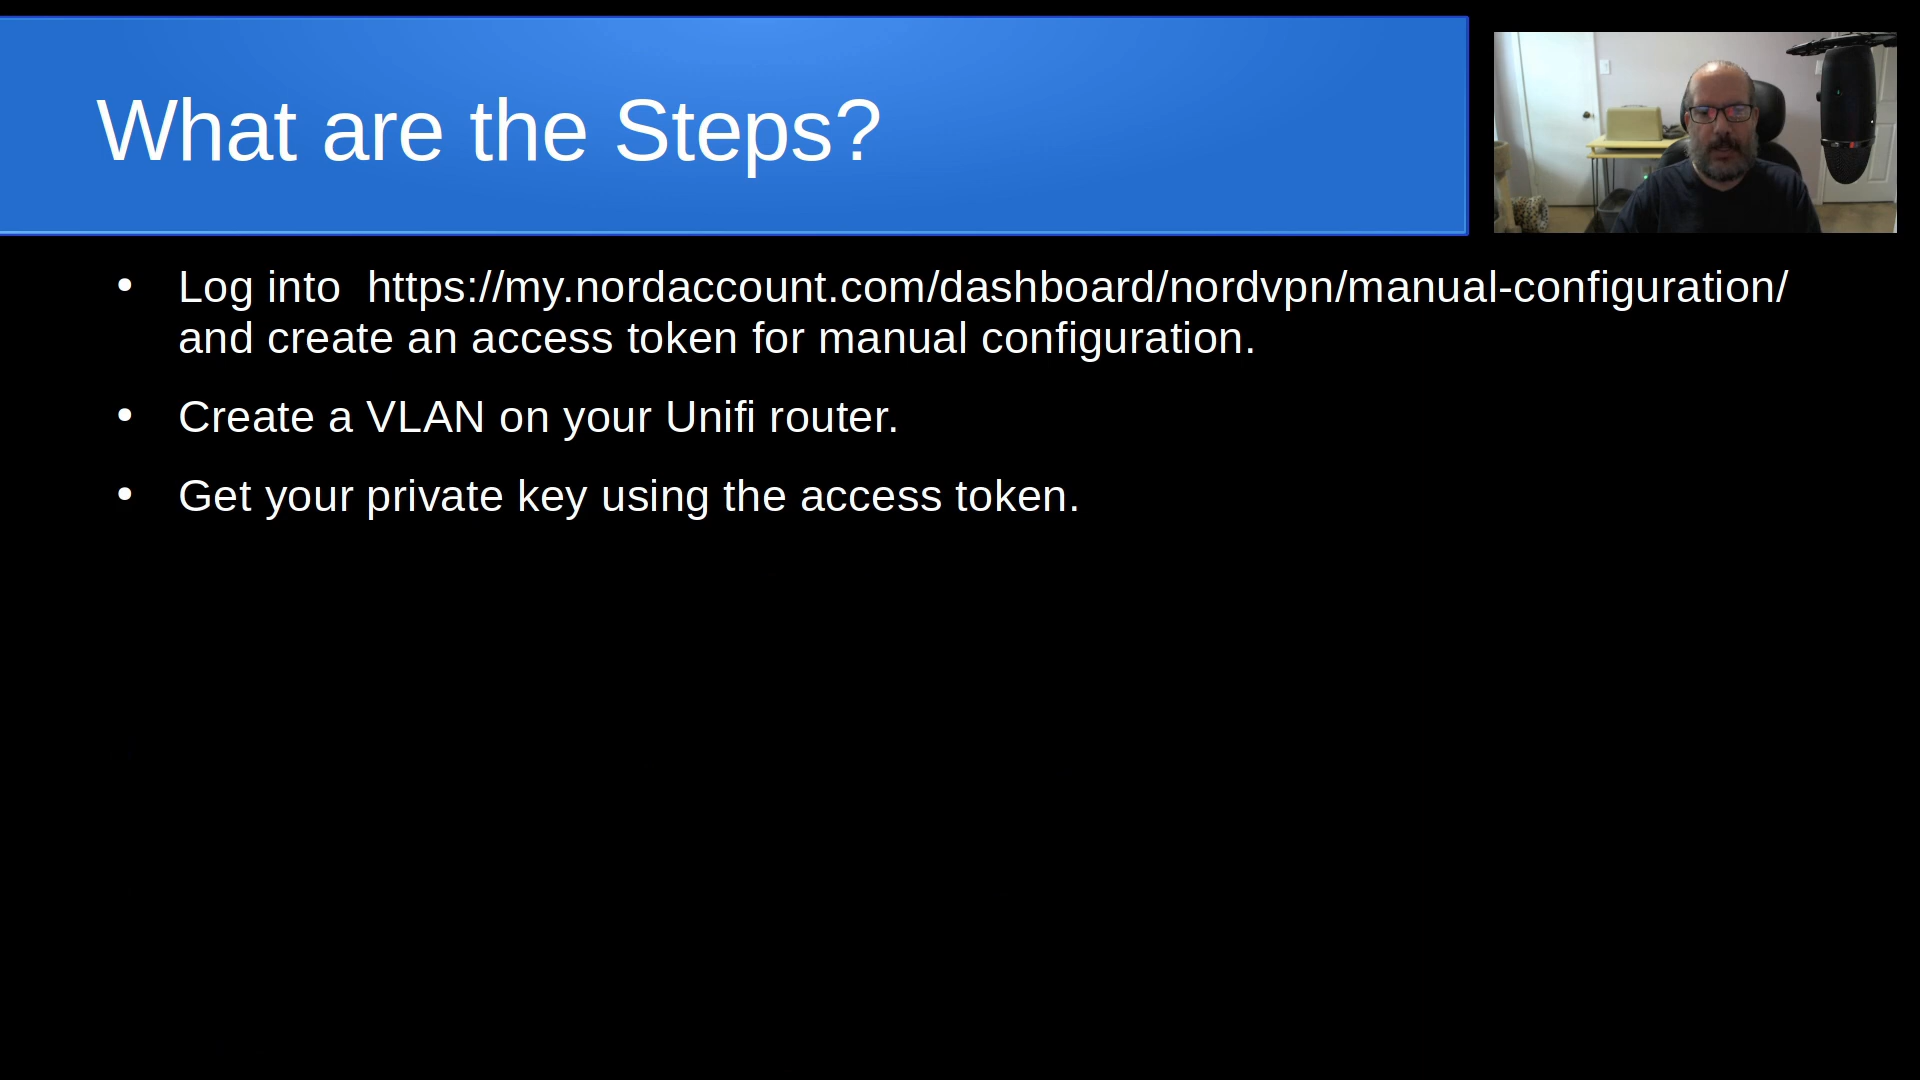 What are the Steps?
• Log into  https://my.nordaccount.com/dashboard/nordvpn/manual-configuration/
and create an access token for manual configuration.
• Create a VLAN on your Unifi router.
• Get your private key using the access token.